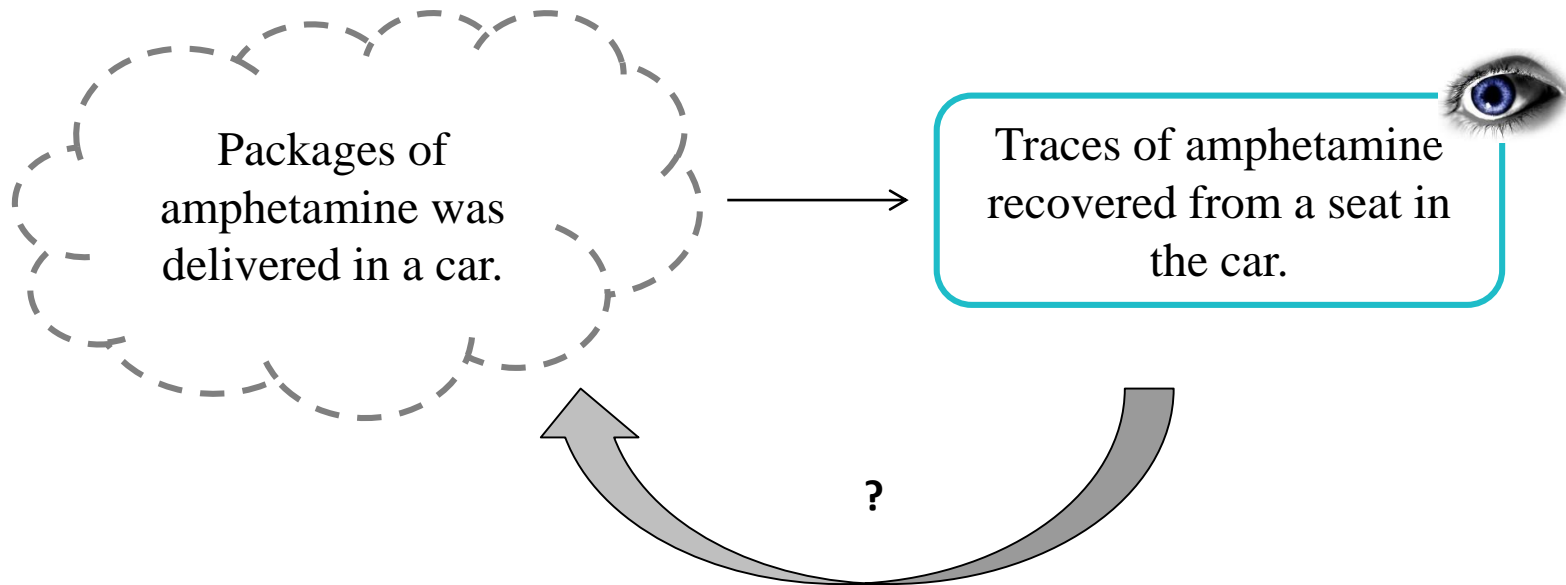 Packages of
amphetamine was
delivered in a car.
Traces of amphetamine
recovered from a seat in
the car.
?